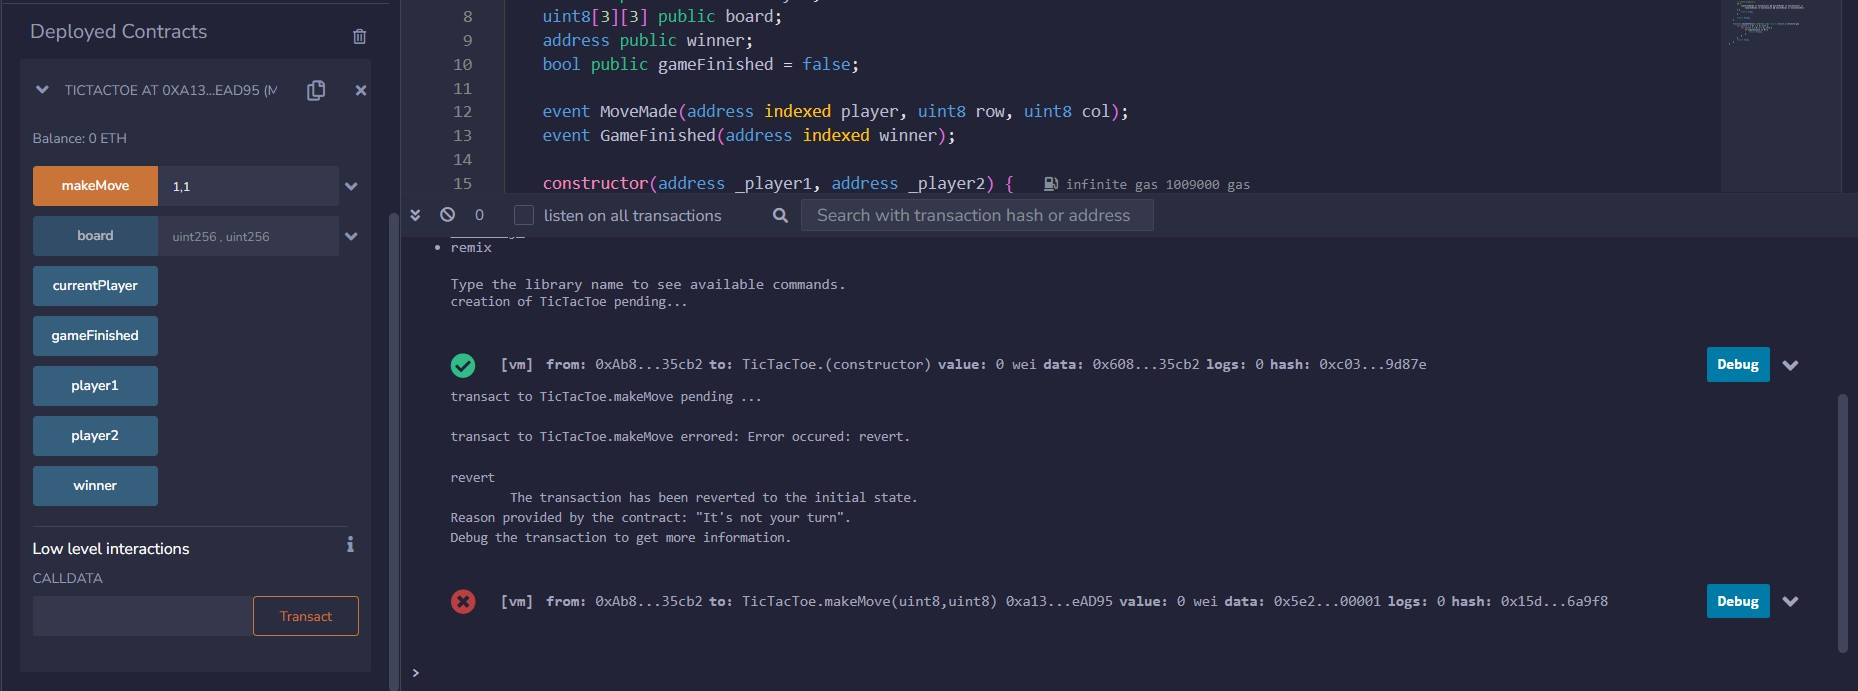 Deployed Contracts
TICTACTOE AT 0XA13...EAD95 (M
Balance: 0 ETH
makeMove 1,1
board uint256 , uint256
currentPlayer
gameFinished
player1
player2
winner
Low level interactions
i
CALLDATA
Transact
8 uint8[3][3] public board;
9 address public winner;
10 bool public gameFinished = false;
11
12 event MoveMade(address indexed player, uint8 row, uint8 col);
13 event GameFinished(address indexed winner);
14
15 constructor(address _player1, address _player2) { infinite gas 1009000 gas
0 listen on all transactions Search with transaction hash or address
• remix
Type the library name to see available commands.
creation of TicTacToe pending...
[vm] from: 0xAb8...35cb2 to: TicTacToe.(constructor) value: 0 wei data: 0x608...35cb2 logs: 0 hash: 0xc03...9d87e Debug
transact to TicTacToe.makeMove pending ...
transact to TicTacToe.makeMove errored: Error occured: revert.
revert
The transaction has been reverted to the initial state.
Reason provided by the contract: "It's not your turn".
Debug the transaction to get more information.
[vm] from: 0xAb8...35cb2 to: TicTacToe.makeMove(uint8,uint8) 0xa13...eAD95 value: 0 wei data: 0x5e2...00001 logs: 0 hash: 0x15d...6a9f8 Debug
>